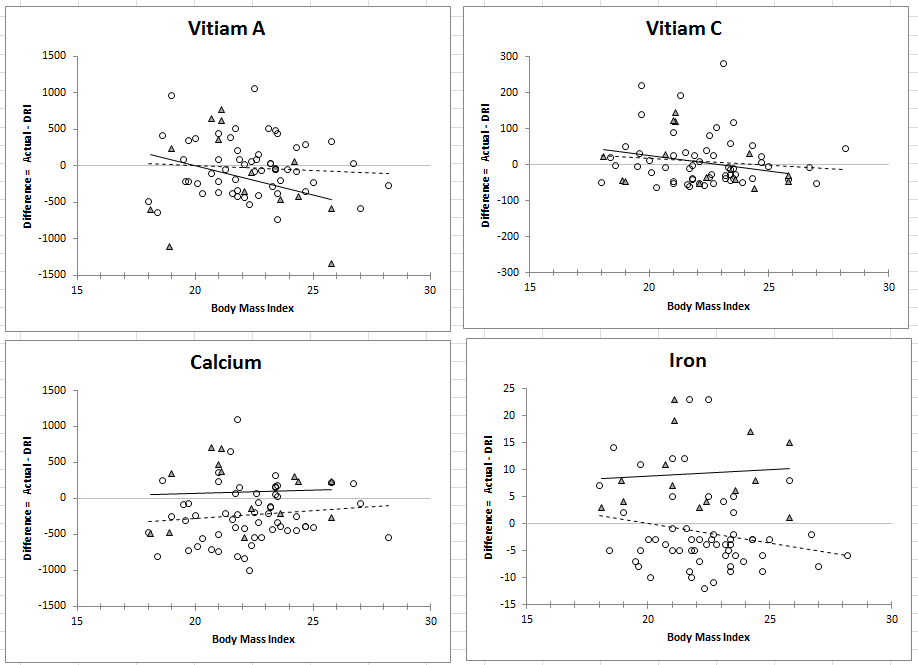 Vitiam A
1500
1000
500
0
-500
-1000
-1500
15 20 25 30
Difference = Actual - DRI
Body Mass Index
Vitiam C
300
200
100
0
-100
-200
-300
15 20 25 30
Difference = Actual - DRI
Body Mass Index
Calcium
1500
1000
500
0
-500
-1000
-1500
15 20 25 30
Difference = Actual - DRI
Body Mass Index
Iron
25
20
15
10
5
0
-5
-10
-15
15 20 25 30
Difference = Actual - DRI
Body Mass Index